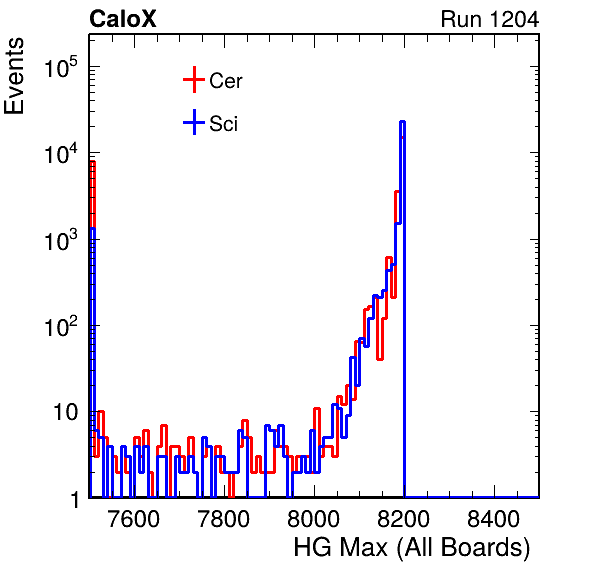 CaloX Run 1204
Events
Cer
Sci
10^5
10^4
10^3
10^2
10
1
7600 7800 8000 8200 8400
HG Max (All Boards)